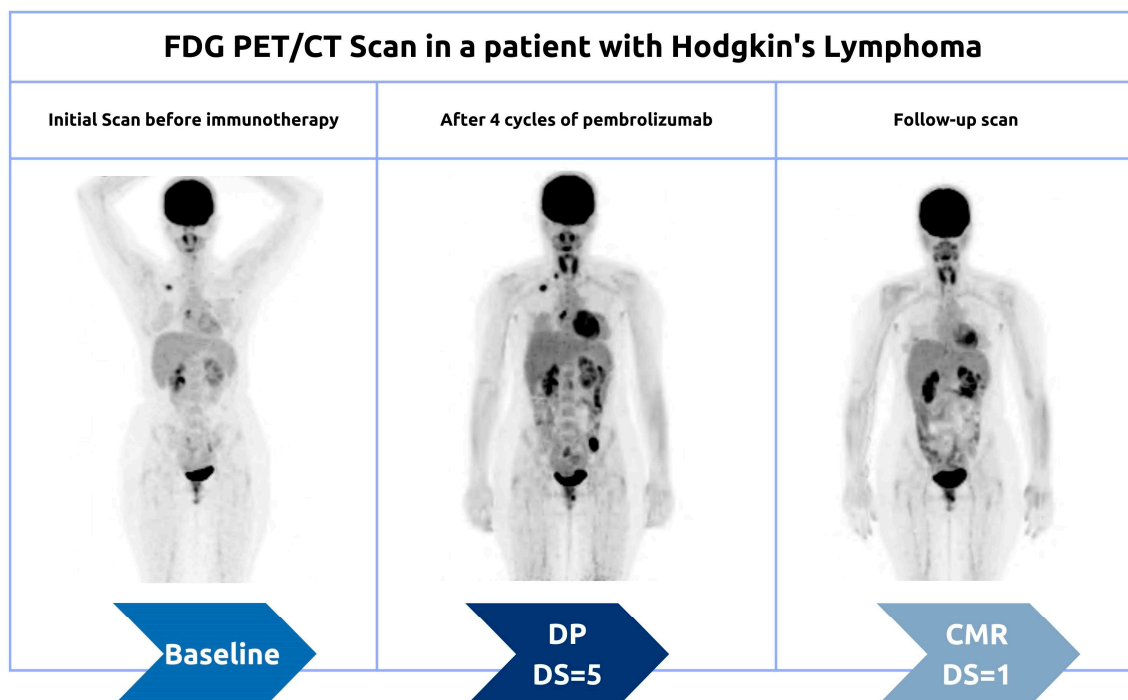 FDG PET/CT Scan in a patient with Hodgkin's Lymphoma
Initial Scan before immunotherapy
After 4 cycles of pembrolizumab
Follow-up scan
Baseline
DP
DS=5
CMR
DS=1